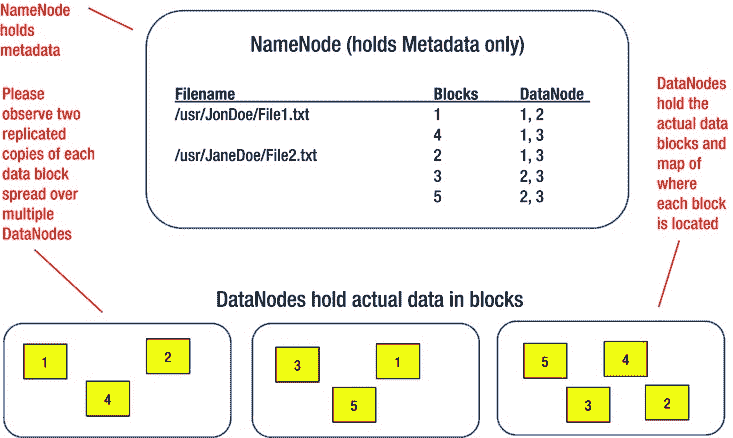 NameNode
holds
metadata
Please
observe two
replicated
copies of each
data block
spread over
multiple
DataNodes
NameNode (holds Metadata only)
Filename Blocks DataNode
/usr/JonDoe/File1.txt 1 1, 2
4 1, 3
/usr/JaneDoe/File2.txt 2 1, 3
3 2, 3
5 2, 3
DataNodes
hold the
actual data
blocks and
map of
where
each block
is located
DataNodes hold actual data in blocks
1 2
4
3 1
5
5 4
3 2